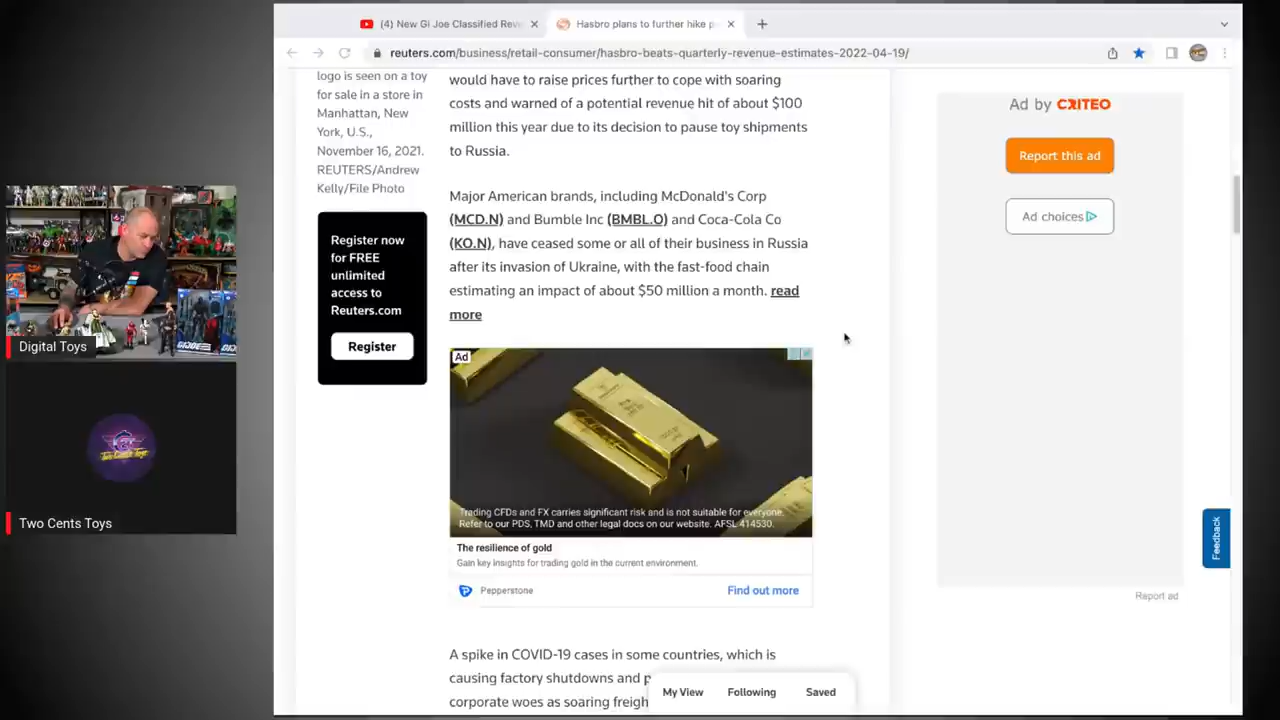 (4) New Gi Joe Classified Reve
Hasbro plans to further hike p
reuters.com/business/retail-consumer/hasbro-beats-quarterly-revenue-estimates-2022-04-19/
logo is seen on a toy
for sale in a store in
Manhattan, New
York, U.S.,
November 16, 2021.
REUTERS/Andrew
Kelly/File Photo
Register now
for FREE
unlimited
access to
Reuters.com
Register
would have to raise prices further to cope with soaring
costs and warned of a potential revenue hit of about $100
million this year due to its decision to pause toy shipments
to Russia.
Major American brands, including McDonald's Corp
(MCD.N) and Bumble Inc (BMBL.O) and Coca-Cola Co
(KO.N), have ceased some or all of their business in Russia
after its invasion of Ukraine, with the fast-food chain
estimating an impact of about $50 million a month. read
more
Ad
Trading CFDs and FX carries significant risk and is not suitable for everyone.
Refer to our PDS, TMD and other legal docs on our website. AFSL 414530.
The resilience of gold
Gain key insights for trading gold in the current environment.
Pepperstone
Find out more
A spike in COVID-19 cases in some countries, which is
causing factory shutdowns and
corporate woes as soaring
My View
Following
Saved
Ad by CRITEO
Report this ad
Ad choices
Report ad
Feedback
Digital Toys
Two Cents Toys